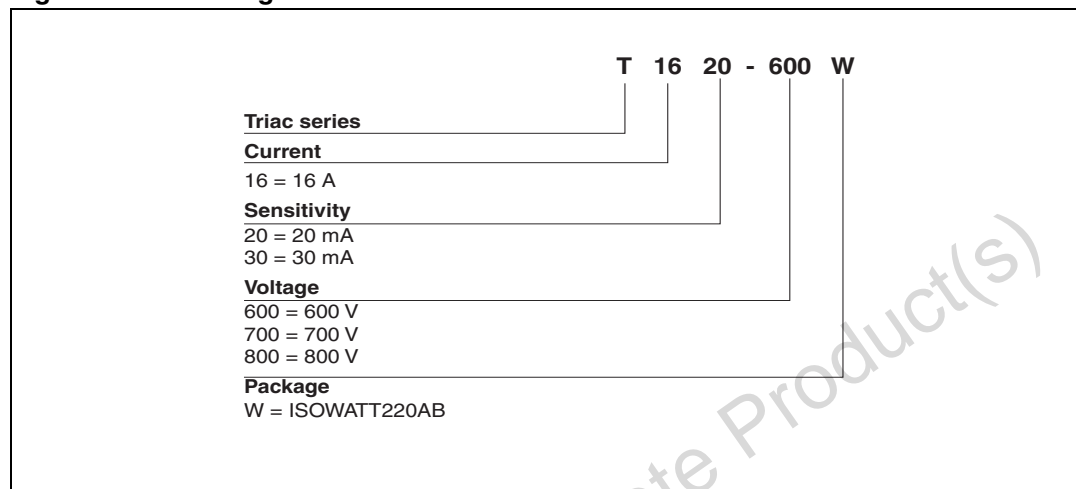 T 16 20 - 600 W
Triac series
Current
16 = 16 A
Sensitivity
20 = 20 mA
30 = 30 mA
Voltage
600 = 600 V
700 = 700 V
800 = 800 V
Package
W = ISOWATT220AB
Product(s)